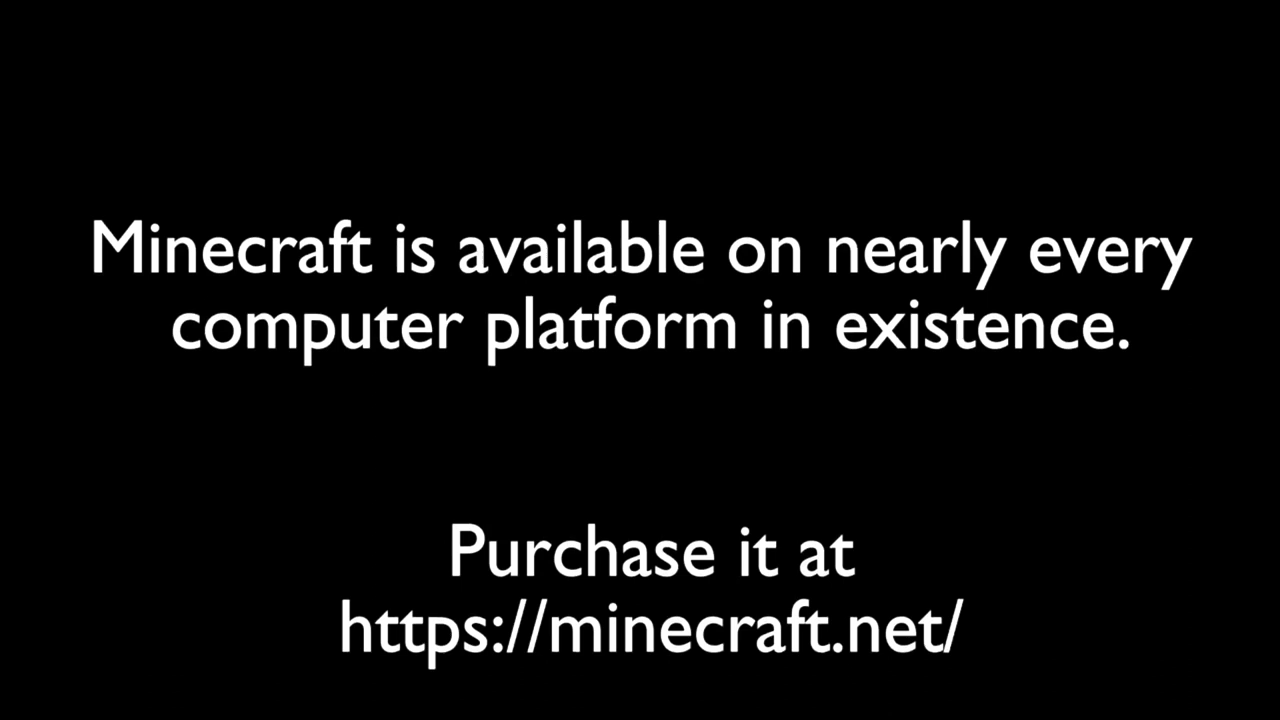 Minecraft is available on nearly every
computer platform in existence.
Purchase it at
https://minecraft.net/